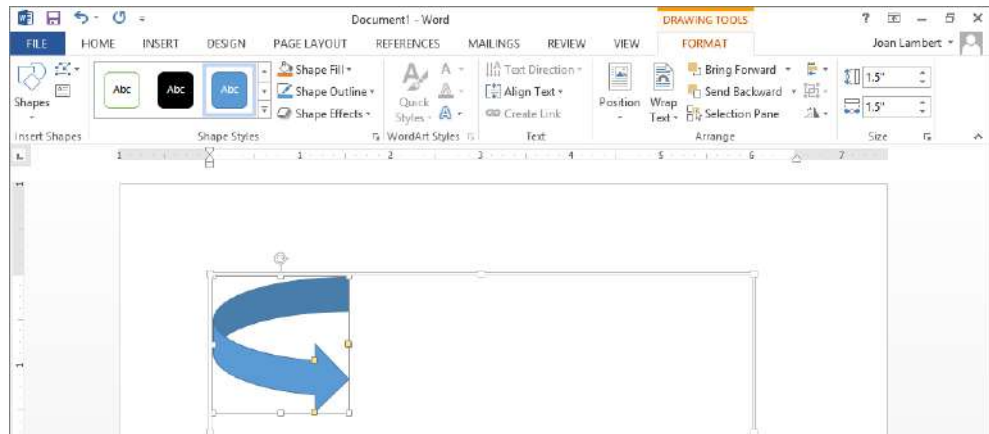 Document1 - Word
DRAWING TOOLS
?
FILE HOME INSERT DESIGN PAGE LAYOUT REFERENCES MAILINGS REVIEW VIEW FORMAT Joan Lambert
Shapes
Insert Shapes
Abc Abc Abc
Shape Fill
Shape Outline
Shape Effects
Shape Styles
Quick Styles
WordArt Styles
Text Direction
Align Text
Create Link
Text
Position
Wrap Text
Bring Forward
Send Backward
Selection Pane
Arrange
1.5"
1.5"
Size
1 1 2 3 4 5 6 7
1
1